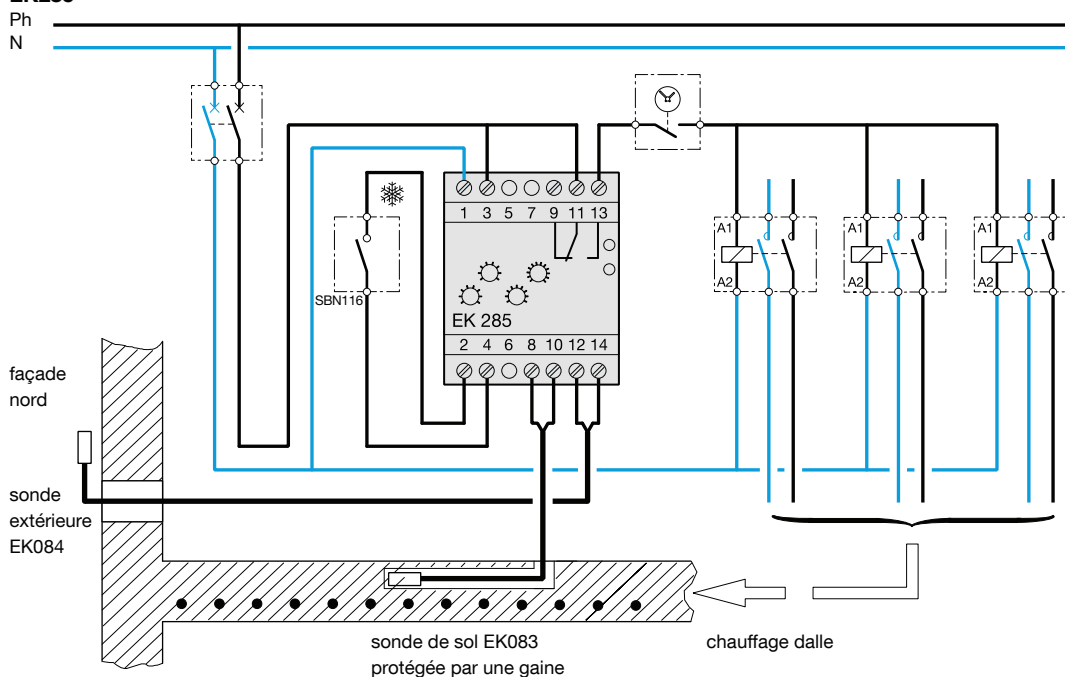 Ph
N
1 3 5 7 9 11 13
A1
A1
A1
SBN116
A2
A2
A2
EK 285
2 4 6 8 10 12 14
façade
nord
sonde
extérieure
EK084
sonde de sol EK083
protégée par une gaine
chauffage dalle